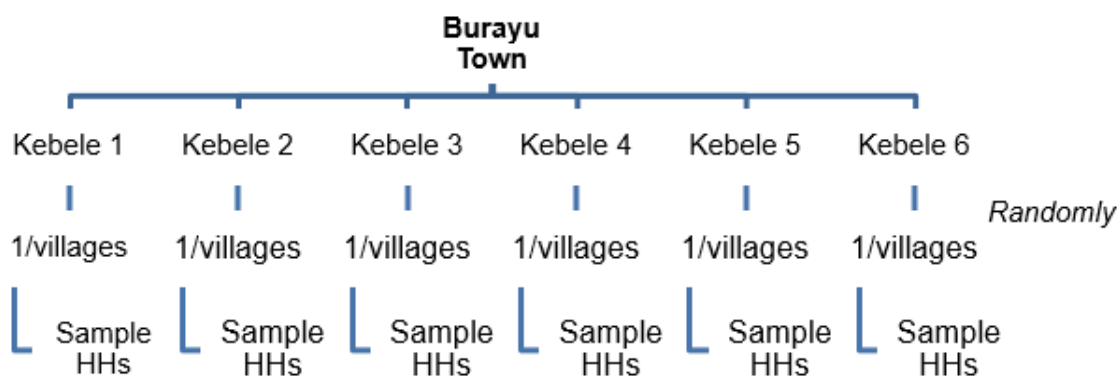 Burayu
Town
Kebele 1 Kebele 2 Kebele 3 Kebele 4 Kebele 5 Kebele 6
Randomly
1/villages 1/villages 1/villages 1/villages 1/villages 1/villages
Sample Sample Sample Sample Sample Sample
HHs HHs HHs HHs HHs HHs